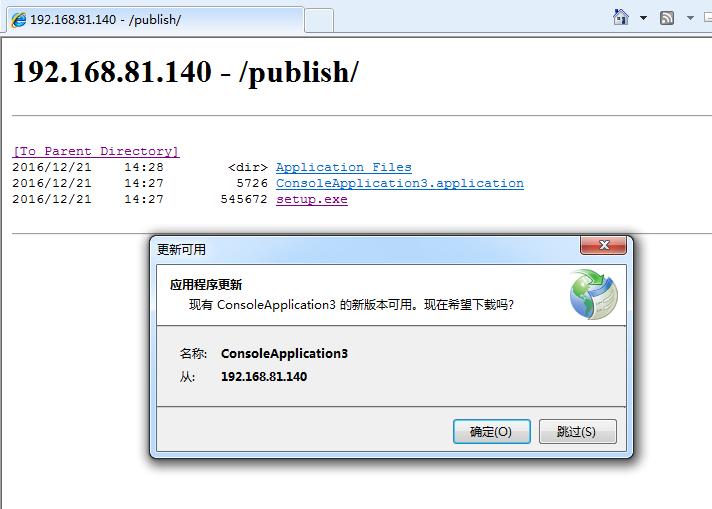 192.168.81.140 - /publish/
192.168.81.140 - /publish/
[To Parent Directory]
2016/12/21 14:28 <dir> Application Files
2016/12/21 14:27 5726 ConsoleApplication3.application
2016/12/21 14:27 545672 setup.exe
更新可用
应用程序更新
现有 ConsoleApplication3 的新版本可用。现在希望下载吗?
名称: ConsoleApplication3
从: 192.168.81.140
确定(O) 跳过(S)